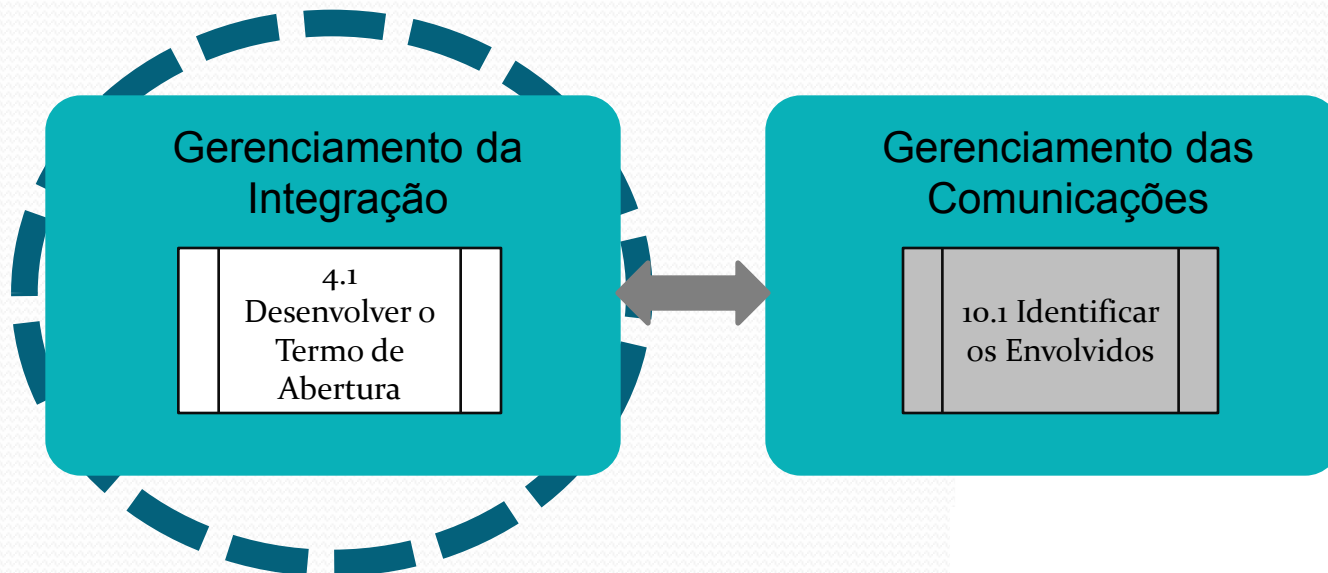 Gerenciamento da
Integração
4.1
Desenvolver o
Termo de
Abertura
Gerenciamento das
Comunicações
10.1 Identificar
os Envolvidos